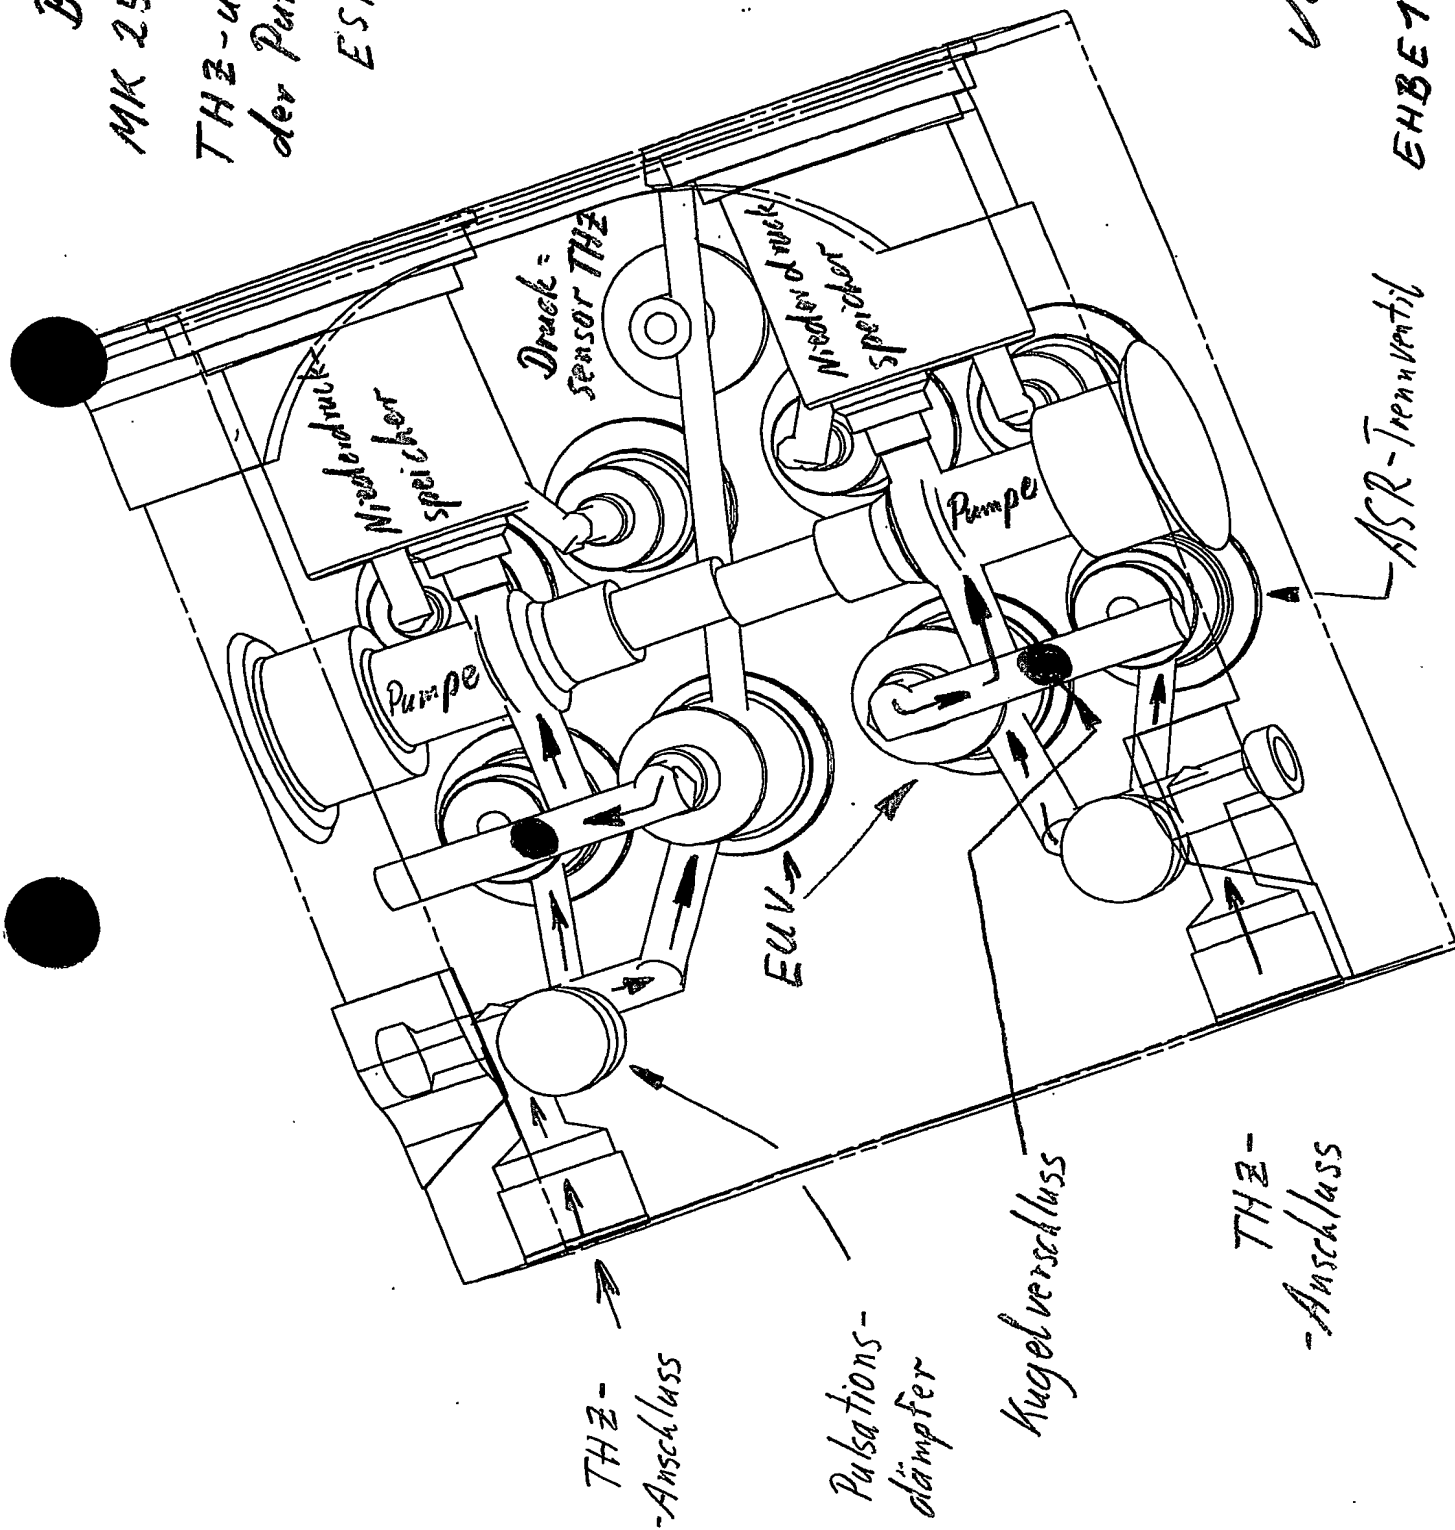 MK 25
THZ-u
der Pu
ESP
Niederdruck-
speicher
Druck=
sensor THZ
Niederdruck
speicher
Pumpe
Pumpe
EUV
ASR-Trennventil
EHBE1
THZ-
-Anschluss
Pulsations-
dämpfer
Kugelverschluss
THZ-
-Anschluss